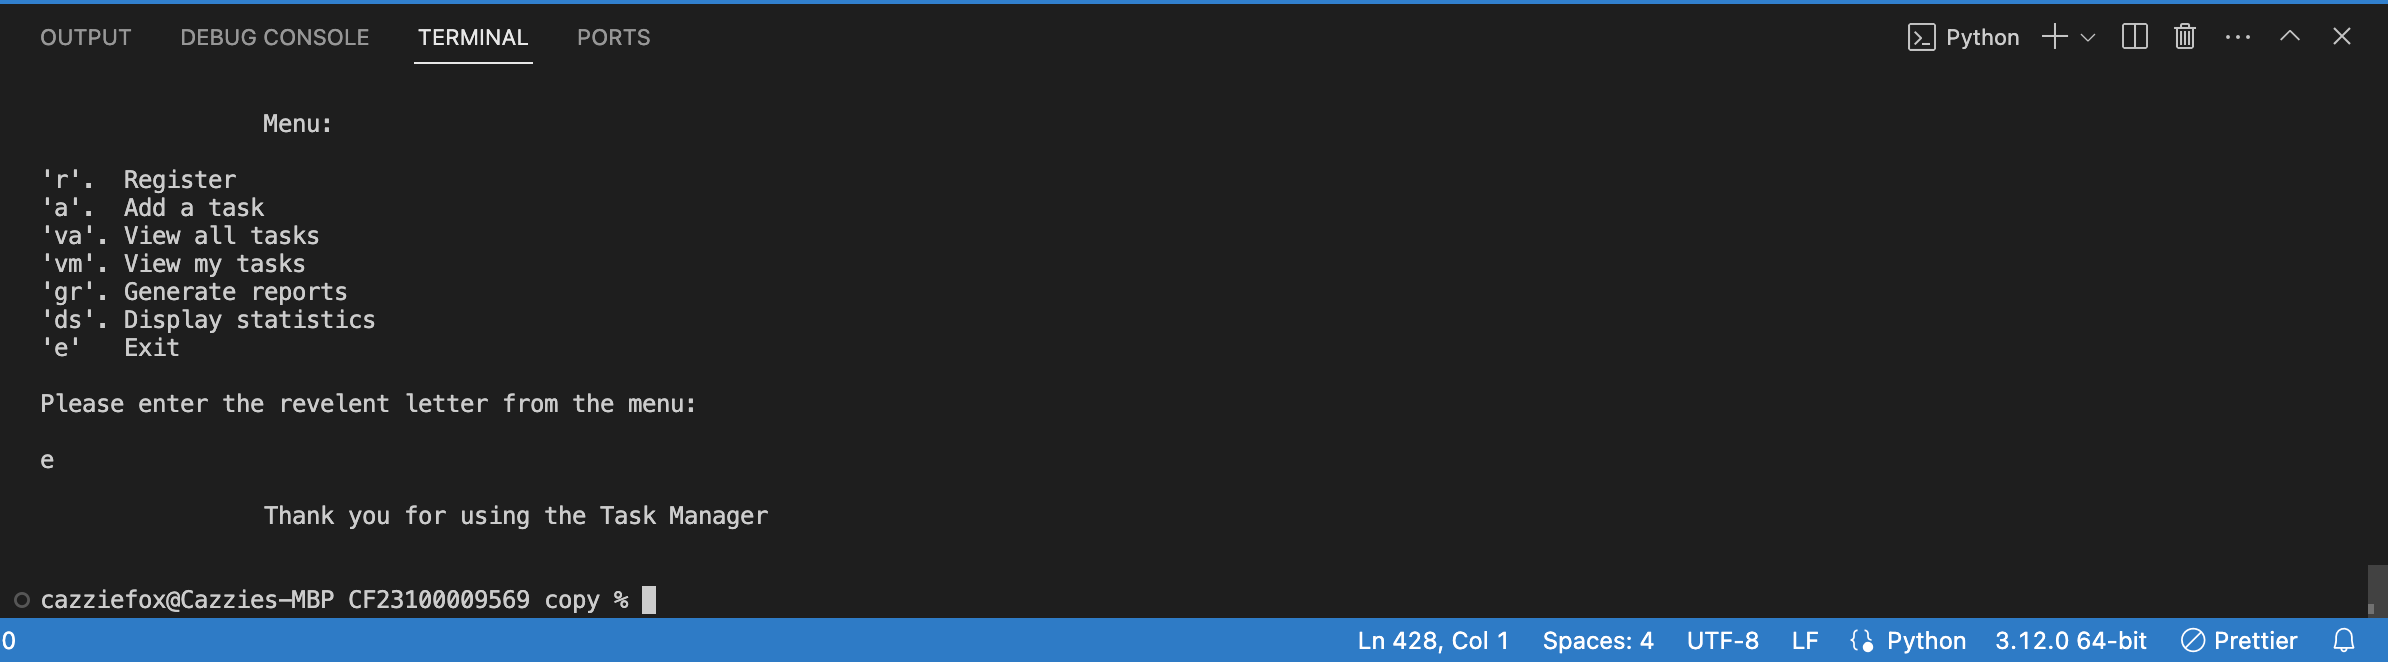 OUTPUT DEBUG CONSOLE TERMINAL PORTS Python
Menu:
'r'. Register
'a'. Add a task
'va'. View all tasks
'vm'. View my tasks
'gr'. Generate reports
'ds'. Display statistics
'e' Exit
Please enter the revelent letter from the menu:
e
Thank you for using the Task Manager
cazziefox@Cazzies-MBP CF23100009569 copy %
0 Ln 428, Col 1 Spaces: 4 UTF-8 LF Python 3.12.0 64-bit Prettier